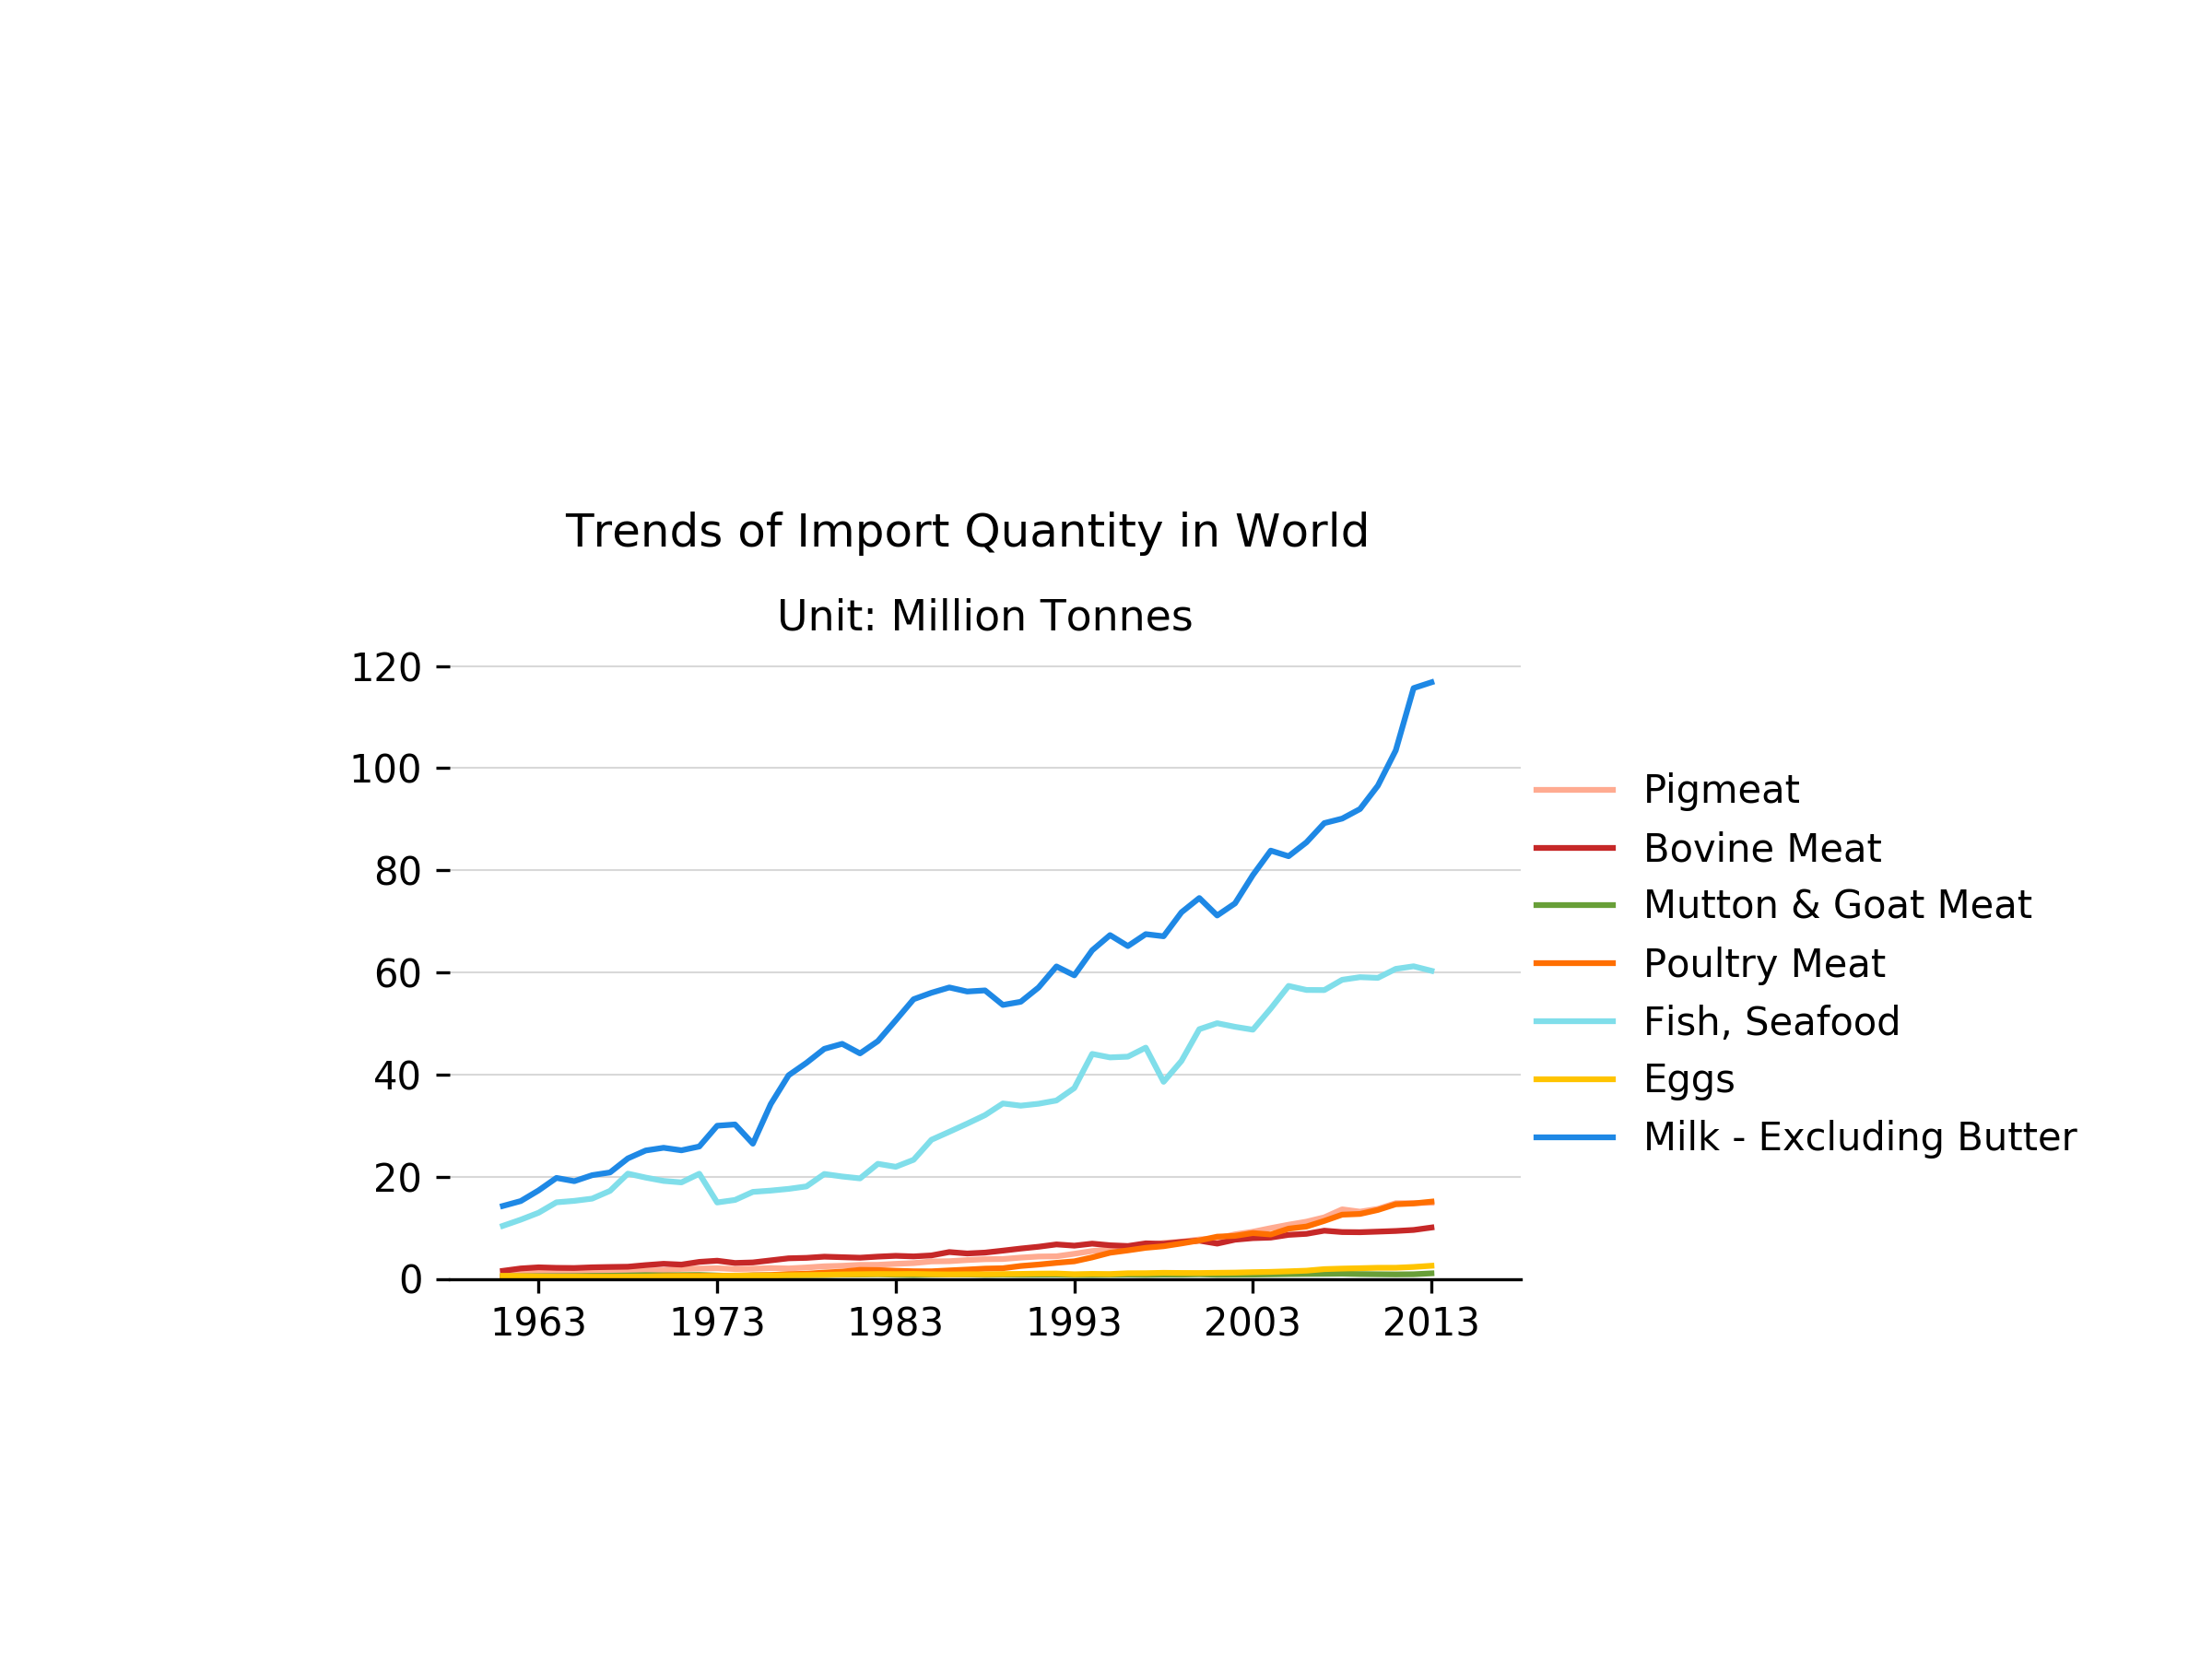 Trends of Import Quantity in World
Unit: Million Tonnes
120
100
80
60
40
20
0
1963 1973 1983 1993 2003 2013
Pigmeat
Bovine Meat
Mutton & Goat Meat
Poultry Meat
Fish, Seafood
Eggs
Milk - Excluding Butter